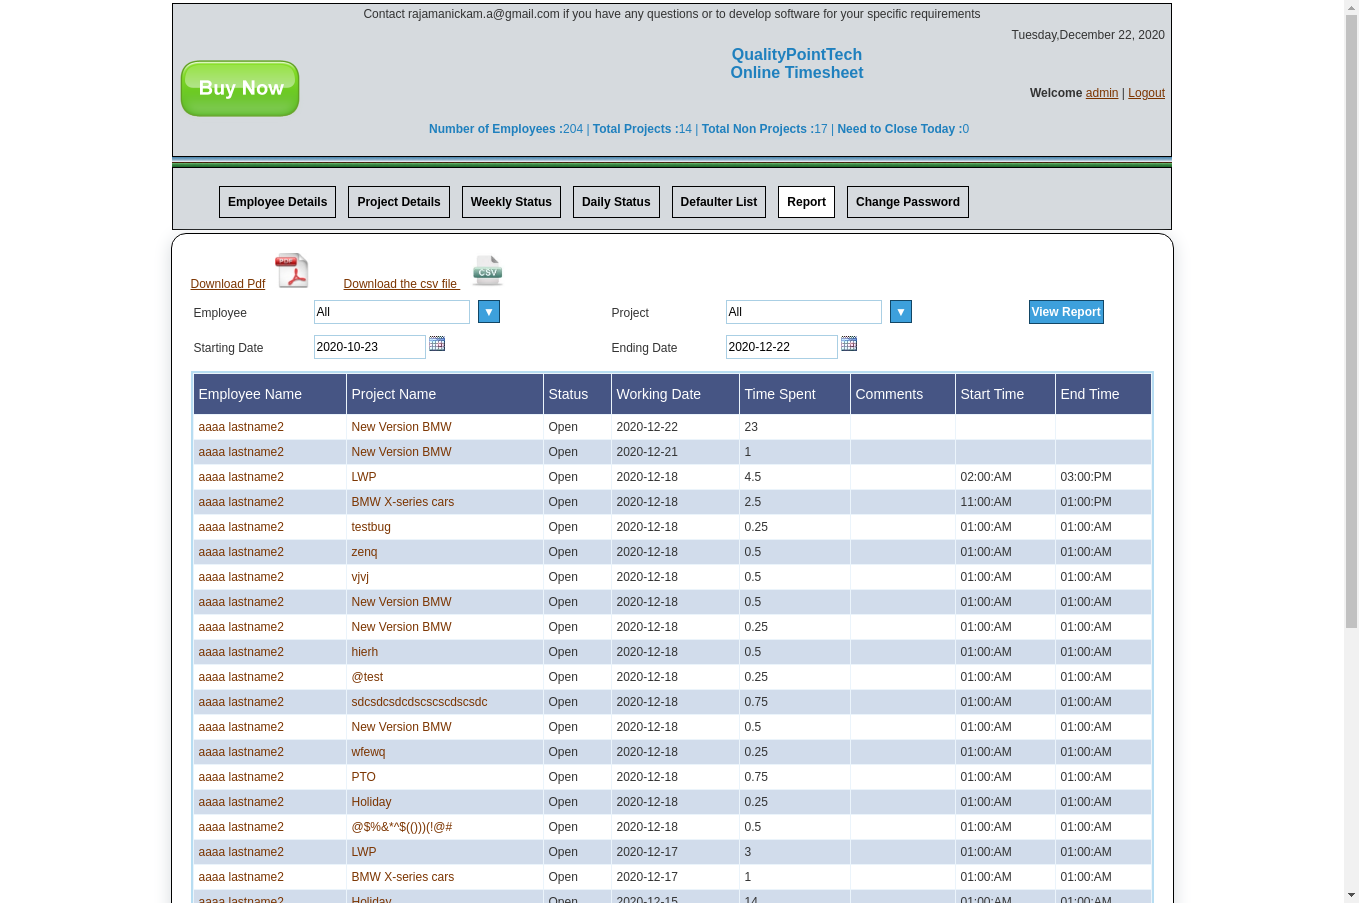 Contact rajamanickam.a@gmail.com if you have any questions or to develop software for your specific requirements
Tuesday,December 22, 2020
QualityPointTech
Online Timesheet
Buy Now
Welcome admin | Logout
Number of Employees :204 | Total Projects :14 | Total Non Projects :17 | Need to Close Today :0
Employee Details Project Details Weekly Status Daily Status Defaulter List Report Change Password
Download Pdf PDF Download the csv file CSV
Employee All ▼ Project All ▼ View Report
Starting Date 2020-10-23 Ending Date 2020-12-22
Employee Name Project Name Status Working Date Time Spent Comments Start Time End Time
aaaa lastname2 New Version BMW Open 2020-12-22 23
aaaa lastname2 New Version BMW Open 2020-12-21 1
aaaa lastname2 LWP Open 2020-12-18 4.5 02:00:AM 03:00:PM
aaaa lastname2 BMW X-series cars Open 2020-12-18 2.5 11:00:AM 01:00:PM
aaaa lastname2 testbug Open 2020-12-18 0.25 01:00:AM 01:00:AM
aaaa lastname2 zenq Open 2020-12-18 0.5 01:00:AM 01:00:AM
aaaa lastname2 vjvj Open 2020-12-18 0.5 01:00:AM 01:00:AM
aaaa lastname2 New Version BMW Open 2020-12-18 0.5 01:00:AM 01:00:AM
aaaa lastname2 New Version BMW Open 2020-12-18 0.25 01:00:AM 01:00:AM
aaaa lastname2 hierh Open 2020-12-18 0.5 01:00:AM 01:00:AM
aaaa lastname2 @test Open 2020-12-18 0.25 01:00:AM 01:00:AM
aaaa lastname2 sdcsdcsdcdscscscdscsdc Open 2020-12-18 0.75 01:00:AM 01:00:AM
aaaa lastname2 New Version BMW Open 2020-12-18 0.5 01:00:AM 01:00:AM
aaaa lastname2 wfewq Open 2020-12-18 0.25 01:00:AM 01:00:AM
aaaa lastname2 PTO Open 2020-12-18 0.75 01:00:AM 01:00:AM
aaaa lastname2 Holiday Open 2020-12-18 0.25 01:00:AM 01:00:AM
aaaa lastname2 @$%&*^$(()))(!@# Open 2020-12-18 0.5 01:00:AM 01:00:AM
aaaa lastname2 LWP Open 2020-12-17 3 01:00:AM 01:00:AM
aaaa lastname2 BMW X-series cars Open 2020-12-17 1 01:00:AM 01:00:AM
aaaa lastname2 Holiday Open 2020-12-15 14 01:00:AM 01:00:AM